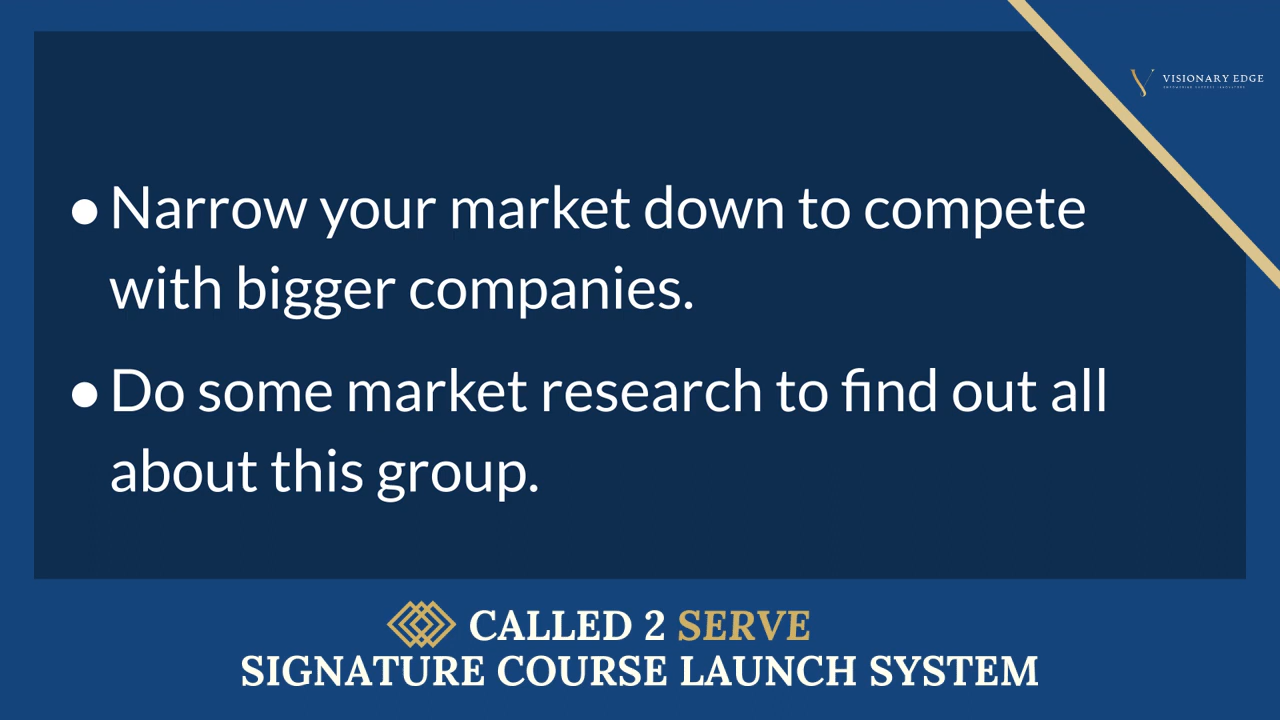 VISIONARY EDGE
● Narrow your market down to compete
with bigger companies.
● Do some market research to find out all
about this group.
CALLED 2 SERVE
SIGNATURE COURSE LAUNCH SYSTEM